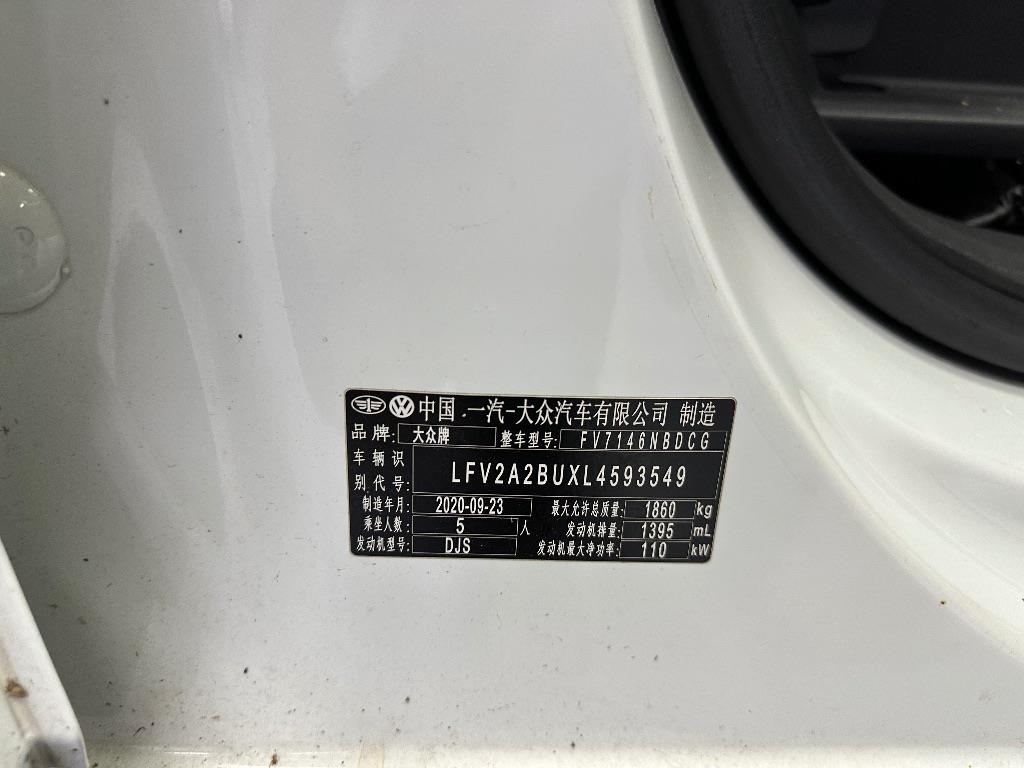 中国 一汽-大众汽车有限公司 制造
品牌: 大众牌 整车型号: FV7146NBDCG
车辆识别代号: LFV2A2BUXL4593549
制造年月: 2020-09-23 最大允许总质量: 1860 kg
乘坐人数: 5 人 发动机排量: 1395 mL
发动机型号: DJS 发动机最大净功率: 110 kW